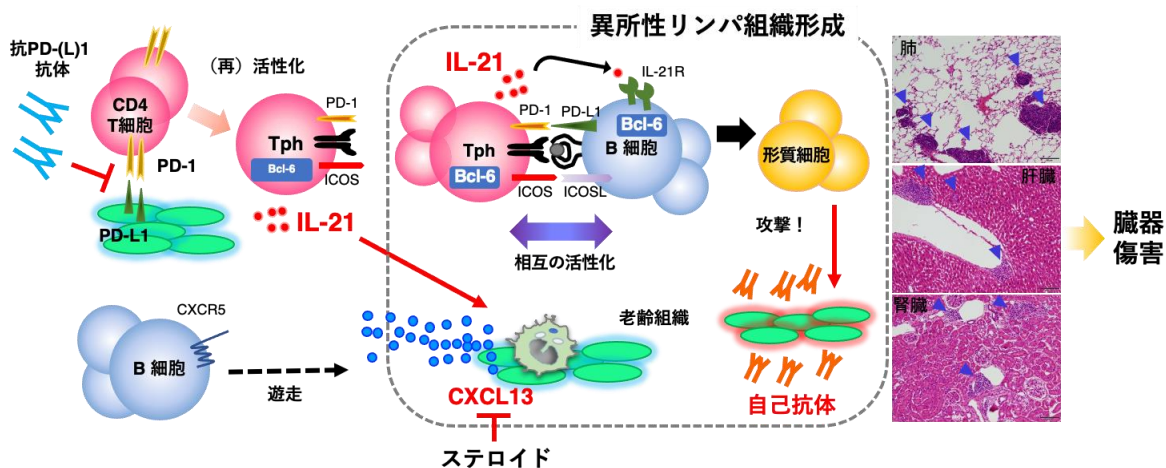 異所性リンパ組織形成
抗PD-(L)1
抗体
(再)活性化
CD4
T細胞
PD-1
PD-L1
PD-1
Tph
Bcl-6
ICOS
IL-21
IL-21
IL-21R
PD-1
PD-L1
Tph
Bcl-6
Bcl-6
B 細胞
ICOS
ICOSL
相互の活性化
形質細胞
攻撃！
自己抗体
CXCR5
B 細胞
遊走
老齢組織
CXCL13
ステロイド
肺
肝臓
腎臓
臓器
傷害